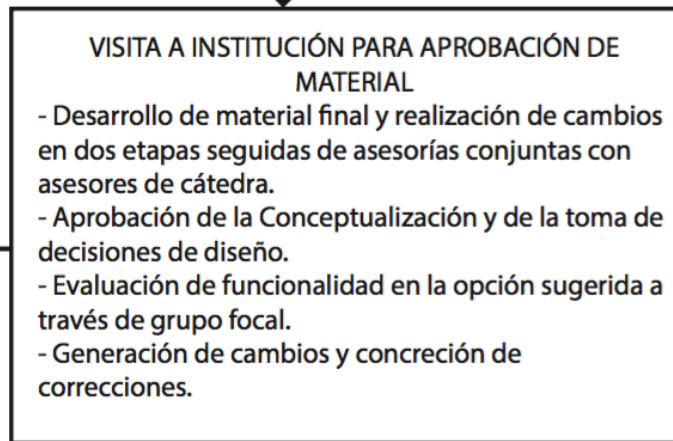 VISITA A INSTITUCIÓN PARA APROBACIÓN DE
MATERIAL
- Desarrollo de material final y realización de cambios
en dos etapas seguidas de asesorías conjuntas con
asesores de cátedra.
- Aprobación de la Conceptualización y de la toma de
decisiones de diseño.
- Evaluación de funcionalidad en la opción sugerida a
través de grupo focal.
- Generación de cambios y concreción de
correcciones.